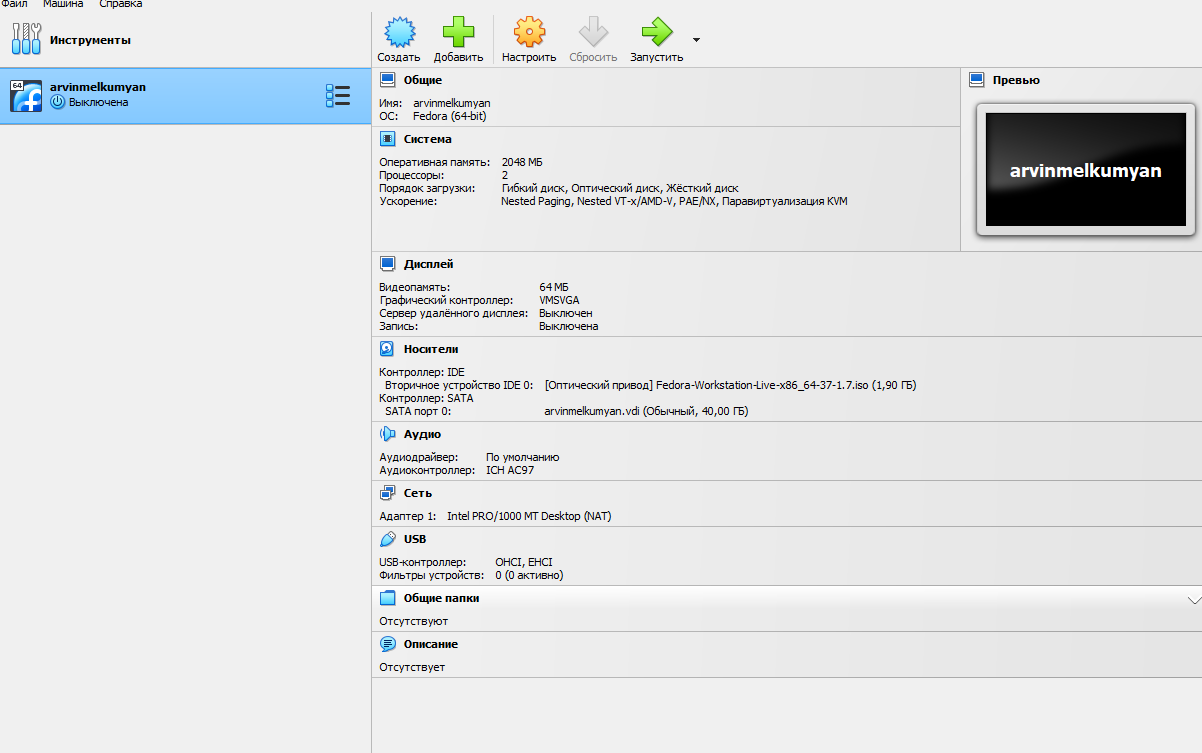 Файл Машина Справка
Инструменты
Создать Добавить Настроить Сбросить Запустить
64
arvinmelkumyan
Выключена
Общие
Имя: arvinmelkumyan
ОС: Fedora (64-bit)
Превью
arvinmelkumyan
Система
Оперативная память: 2048 МБ
Процессоры: 2
Порядок загрузки: Гибкий диск, Оптический диск, Жёсткий диск
Ускорение: Nested Paging, Nested VT-x/AMD-V, PAE/NX, Паравиртуализация KVM
Дисплей
Видеопамять: 64 МБ
Графический контроллер: VMSVGA
Сервер удалённого дисплея: Выключен
Запись: Выключена
Носители
Контроллер: IDE
Вторичное устройство IDE 0: [Оптический привод] Fedora-Workstation-Live-x86_64-37-1.7.iso (1,90 ГБ)
Контроллер: SATA
SATA порт 0: arvinmelkumyan.vdi (Обычный, 40,00 ГБ)
Аудио
Аудиодрайвер: По умолчанию
Аудиоконтроллер: ICH AC97
Сеть
Адаптер 1: Intel PRO/1000 MT Desktop (NAT)
USB
USB-контроллер: OHCI, EHCI
Фильтры устройств: 0 (0 активно)
Общие папки
Отсутствуют
Описание
Отсутствует